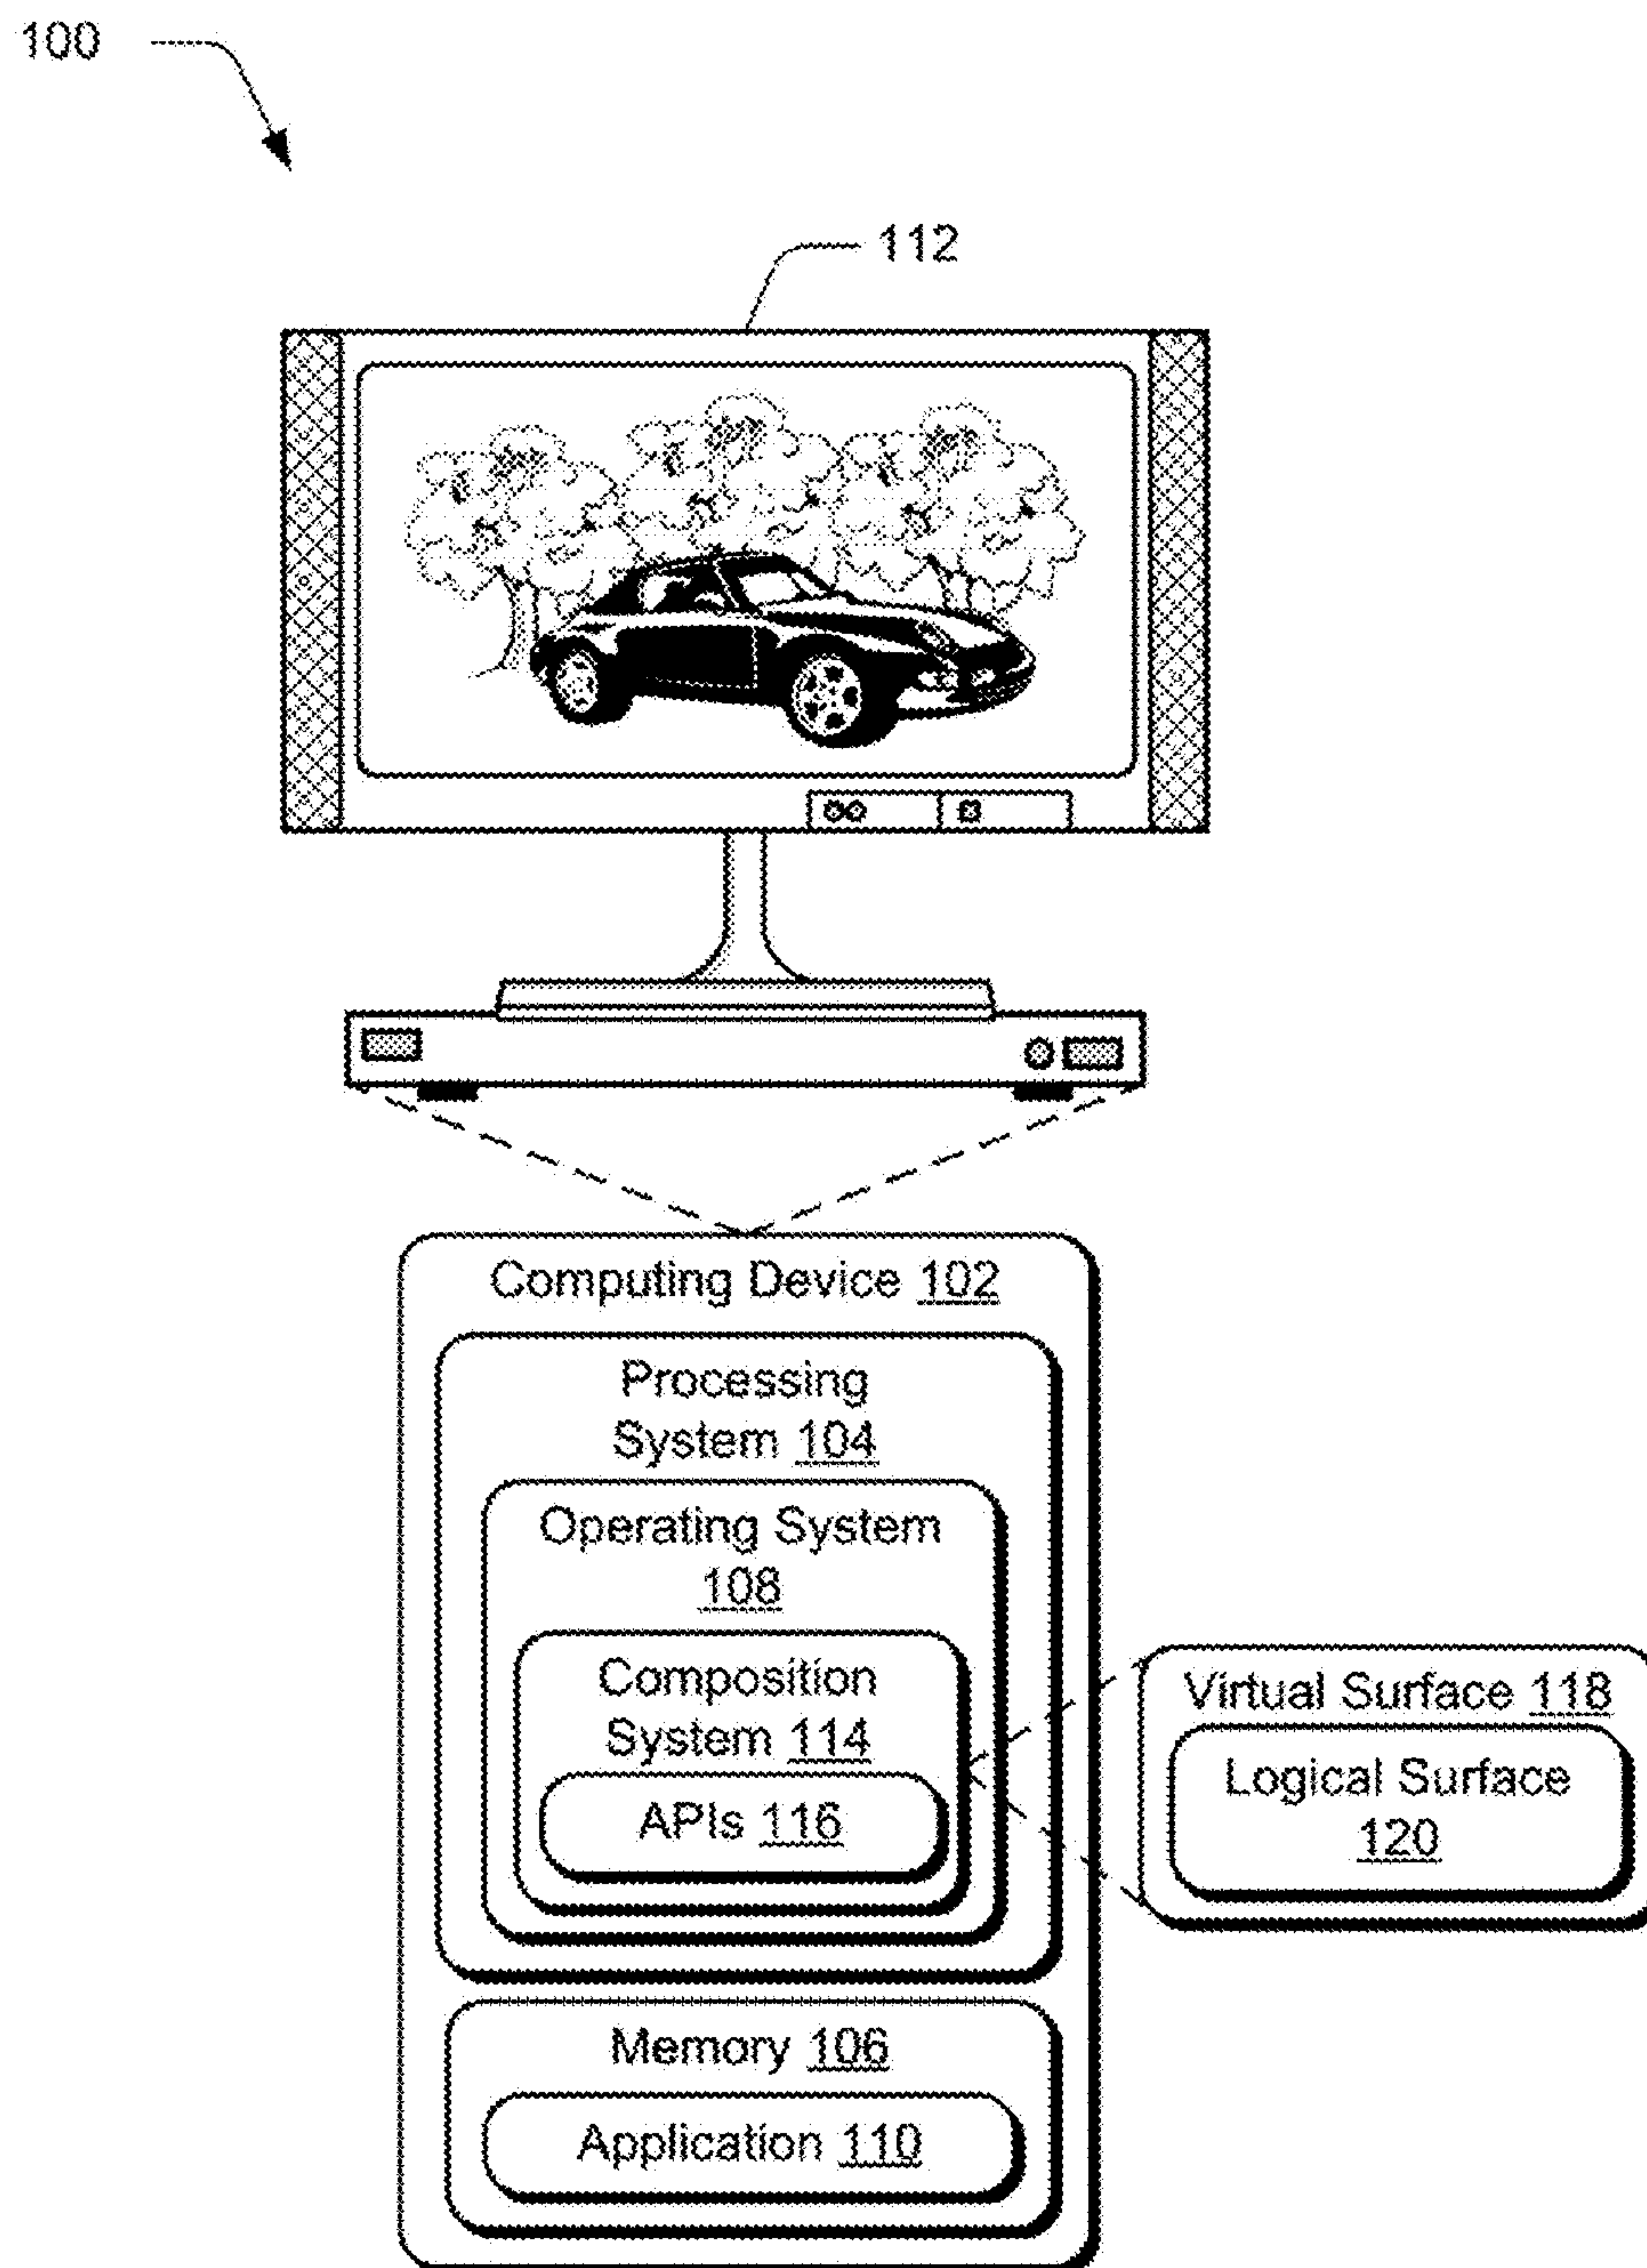 100
112
Computing Device 102
Processing
System 104
Operating System
108
Composition
System 114
APIs 116
Virtual Surface 118
Logical Surface
120
Memory 106
Application 110